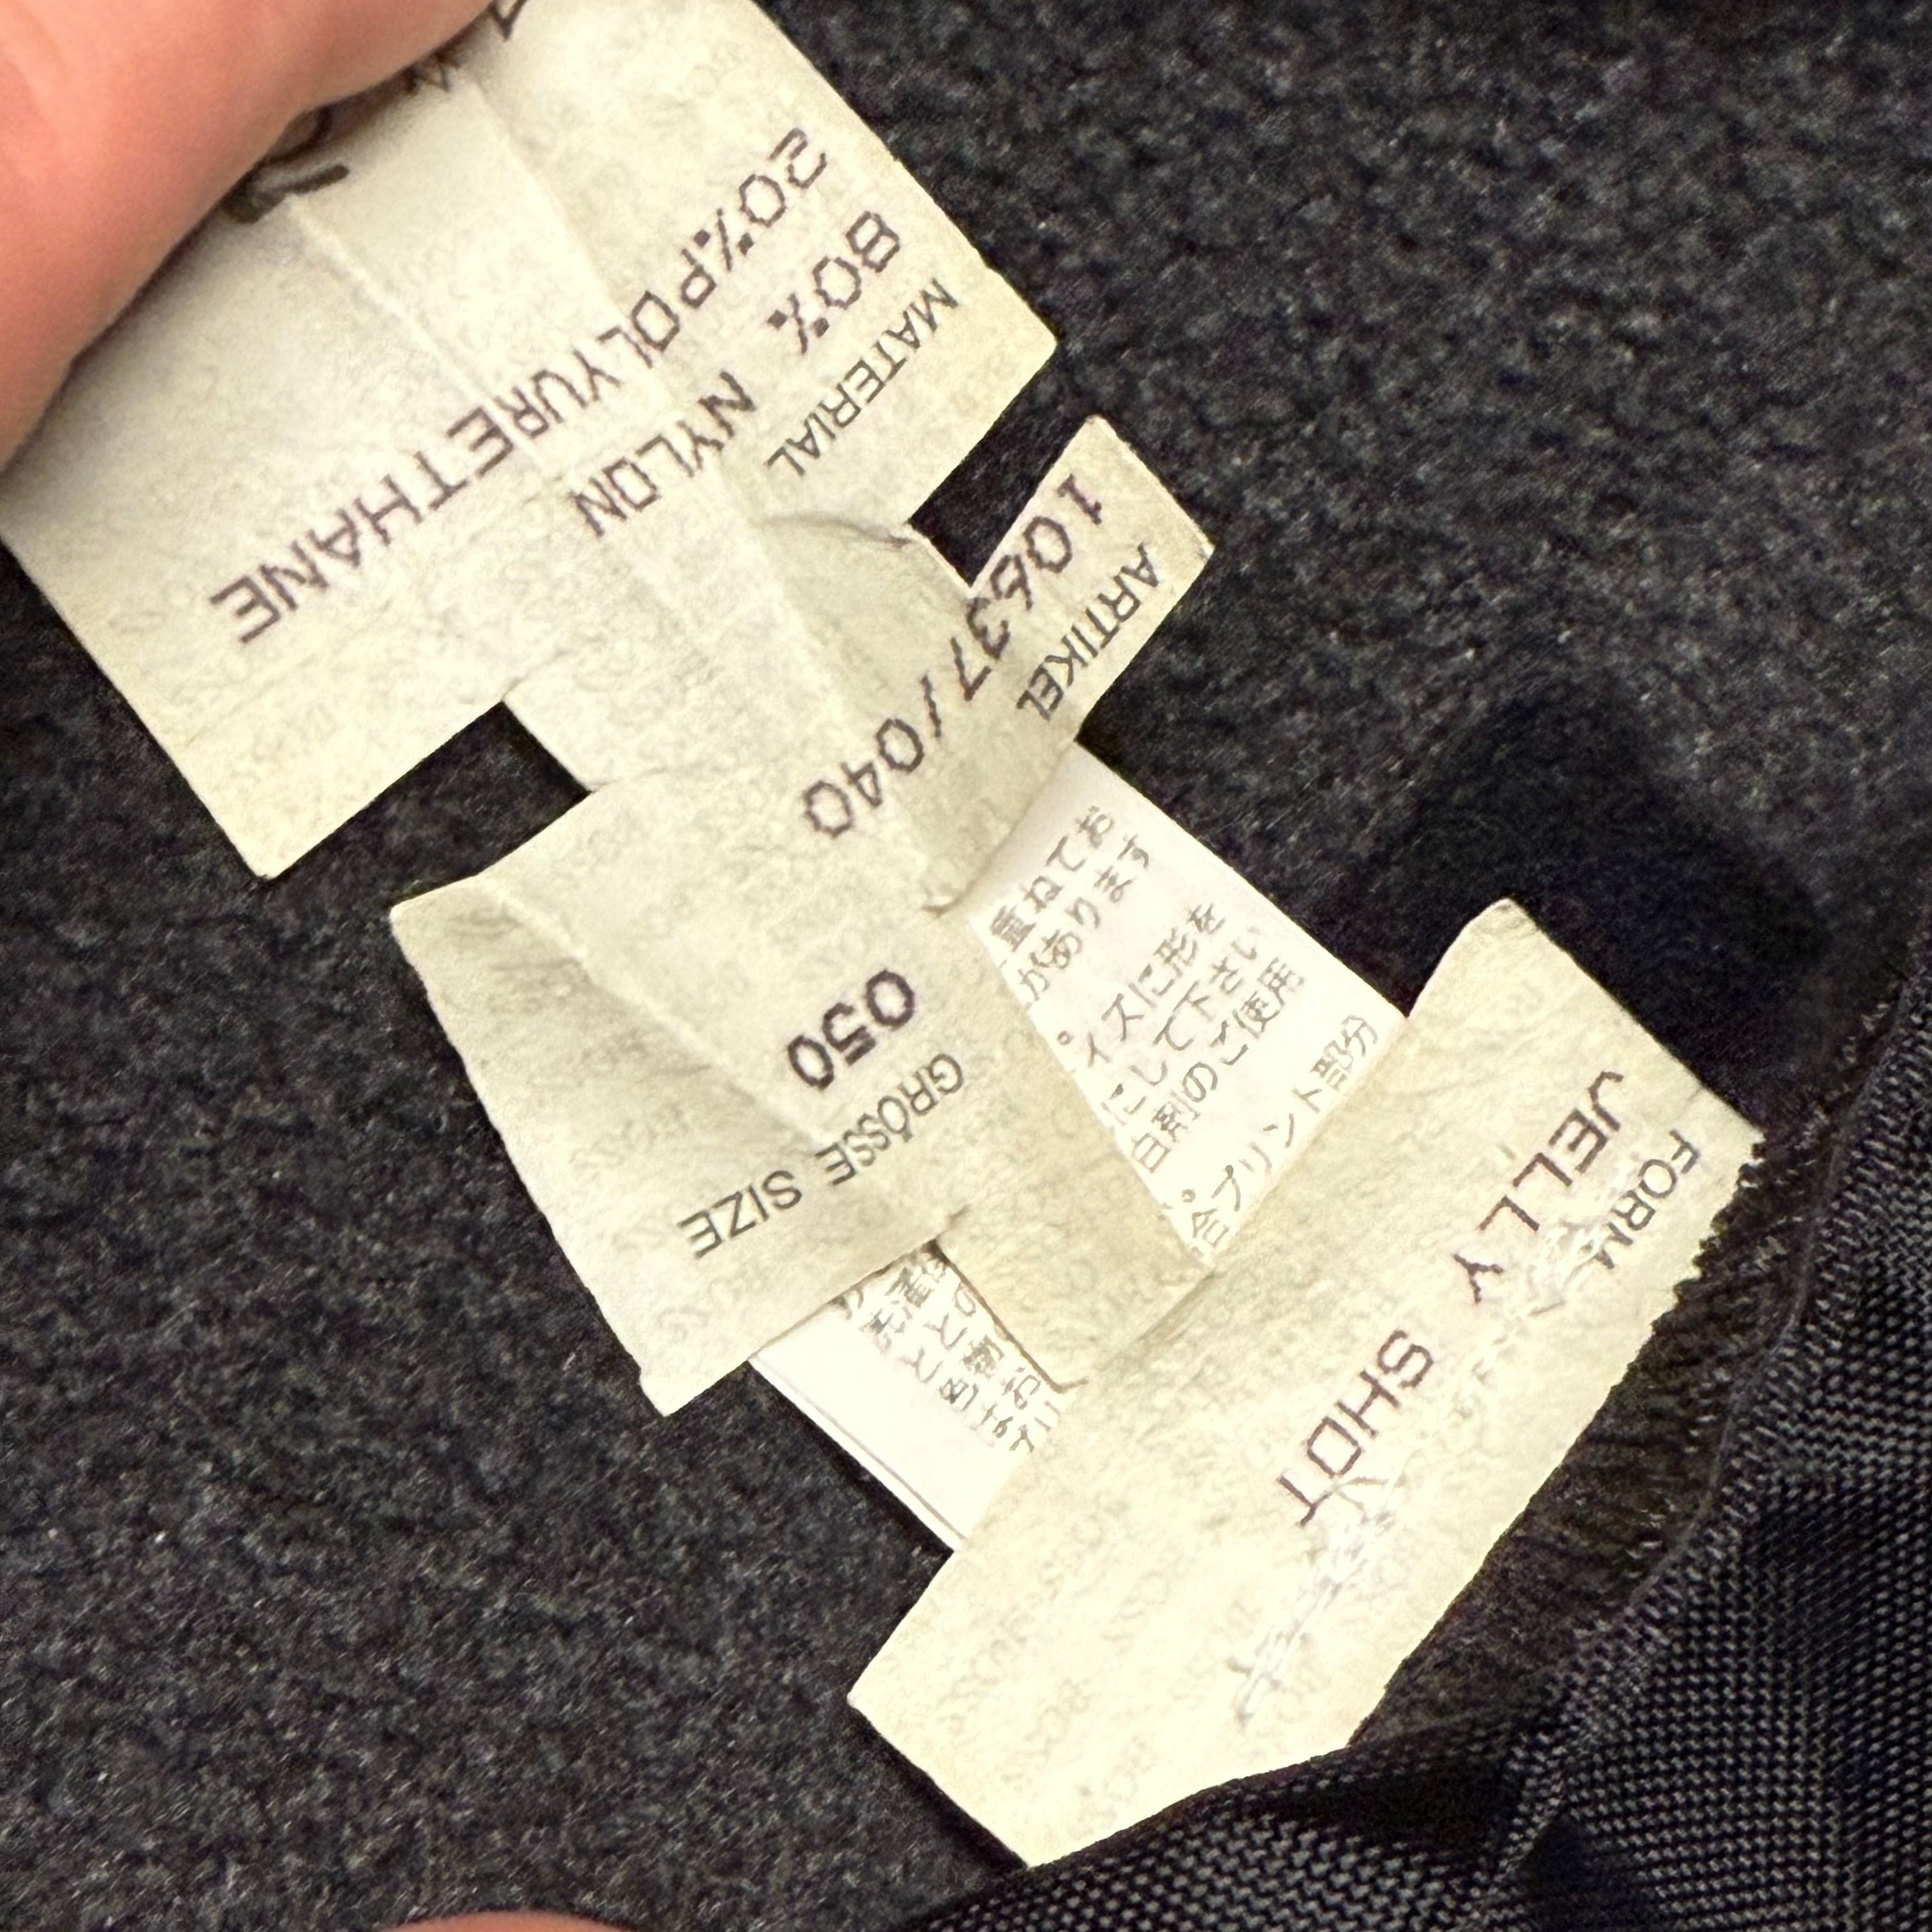 FORM
JELLY SHOT
GRÖSSE SIZE
050
ARTIKEL
10637/040
MATERIAL
80% NYLON
20%POLYURETHANE
重ねてお
があります
イズに形を
にして下さい
白剤のご使用
合プリント部分